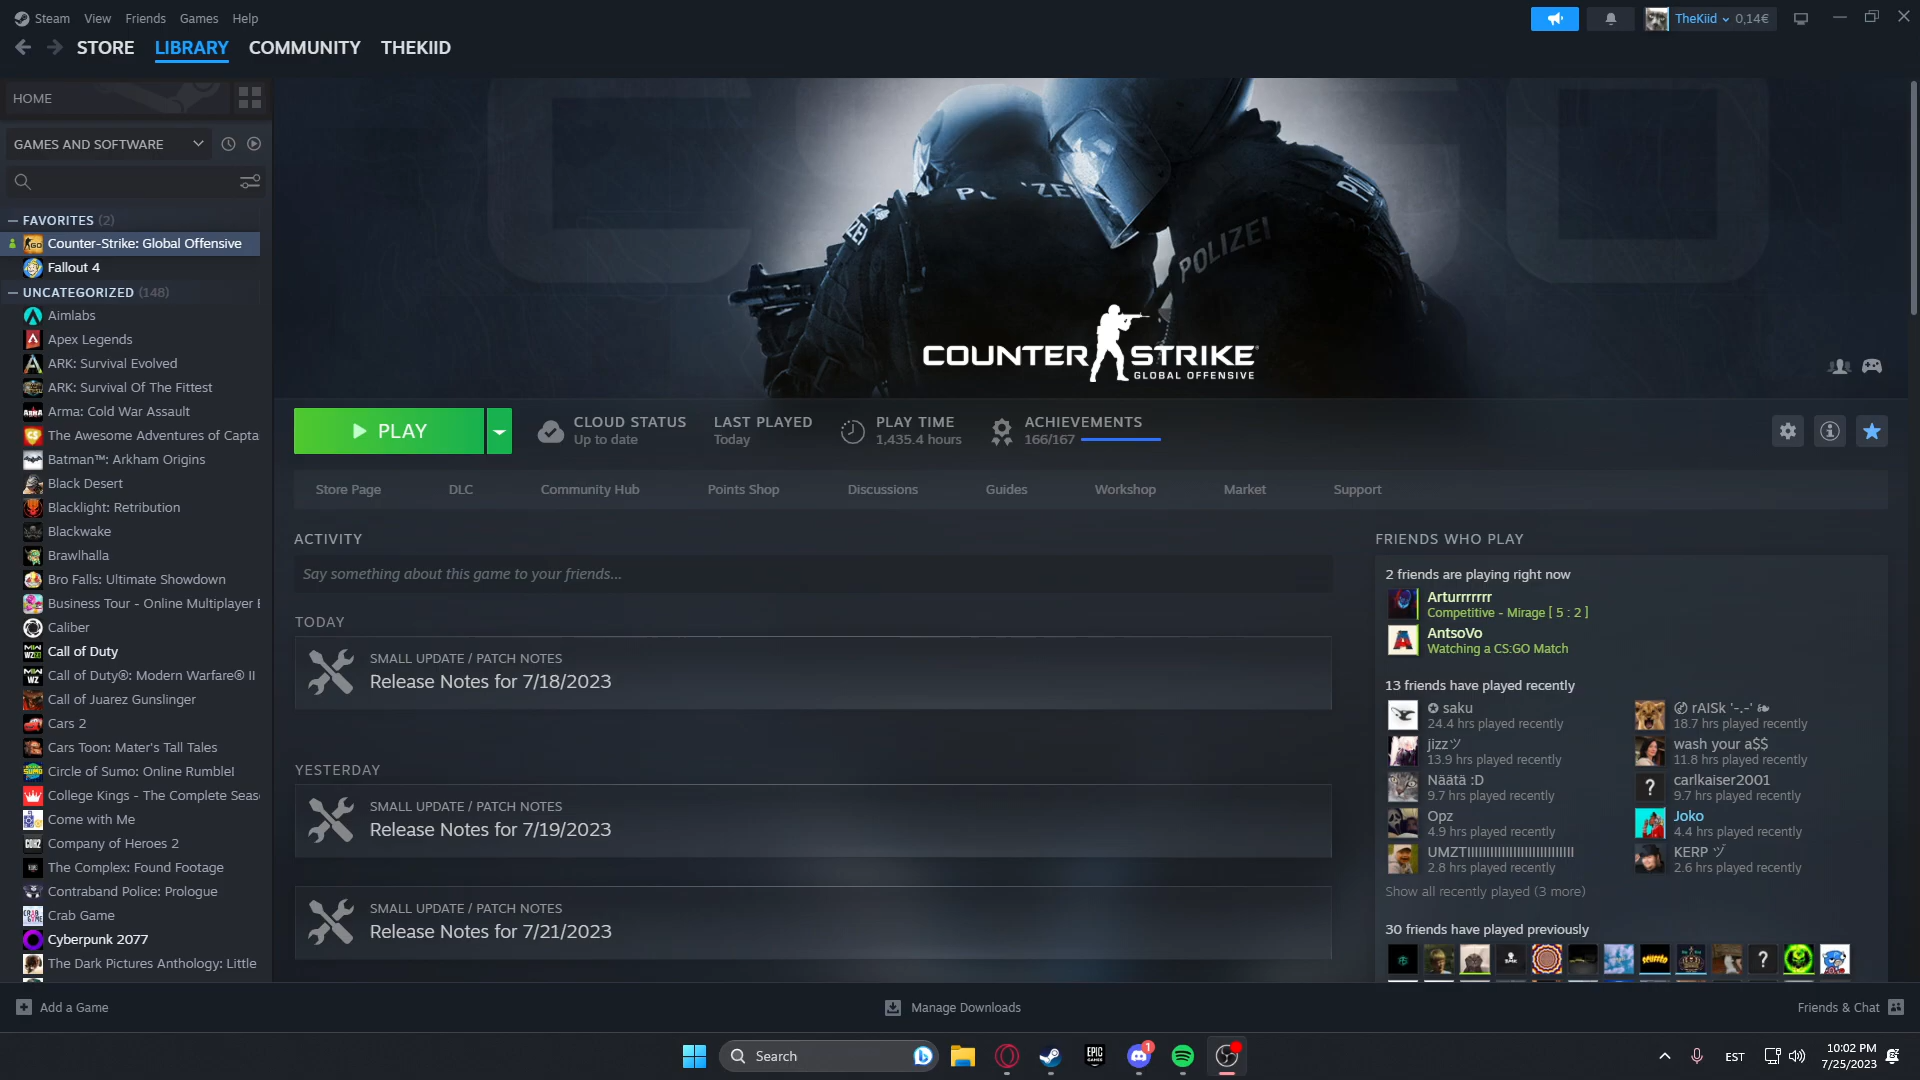 Steam View Friends Games Help
TheKiid 0,14€
STORE LIBRARY COMMUNITY THEKIID
HOME
GAMES AND SOFTWARE
FAVORITES (2)
Counter-Strike: Global Offensive
Fallout 4
UNCATEGORIZED (148)
Aimlabs
Apex Legends
ARK: Survival Evolved
ARK: Survival Of The Fittest
Arma: Cold War Assault
The Awesome Adventures of Capta
Batman™: Arkham Origins
Black Desert
Blacklight: Retribution
Blackwake
Brawlhalla
Bro Falls: Ultimate Showdown
Business Tour - Online Multiplayer
Caliber
Call of Duty
Call of Duty®: Modern Warfare® II
Call of Juarez Gunslinger
Cars 2
Cars Toon: Mater's Tall Tales
Circle of Sumo: Online Rumble!
College Kings - The Complete Seas
Come with Me
Company of Heroes 2
The Complex: Found Footage
Contraband Police: Prologue
Crab Game
Cyberpunk 2077
The Dark Pictures Anthology: Little
CS:GO
POLIZEI
COUNTER STRIKE
GLOBAL OFFENSIVE
PLAY
CLOUD STATUS
Up to date
LAST PLAYED
Today
PLAY TIME
1,435.4 hours
ACHIEVEMENTS
166/167
Store Page DLC Community Hub Points Shop Discussions Guides Workshop Market Support
ACTIVITY
Say something about this game to your friends...
TODAY
SMALL UPDATE / PATCH NOTES
Release Notes for 7/18/2023
YESTERDAY
SMALL UPDATE / PATCH NOTES
Release Notes for 7/19/2023
SMALL UPDATE / PATCH NOTES
Release Notes for 7/21/2023
FRIENDS WHO PLAY
2 friends are playing right now
Arturrrrrrr
Competitive - Mirage [ 5 : 2 ]
AntsoVo
Watching a CS:GO Match
13 friends have played recently
✪ saku
24.4 hrs played recently
rAISk '-.-' ❧
18.7 hrs played recently
jizzツ
13.9 hrs played recently
wash your a$$
11.8 hrs played recently
Näätä :D
9.7 hrs played recently
carlkaiser2001
9.7 hrs played recently
Opz
4.9 hrs played recently
Joko
4.4 hrs played recently
2.8 hrs played recently
KERP ヅ
2.6 hrs played recently
Show all recently played (3 more)
30 friends have played previously
Add a Game
Manage Downloads
Friends & Chat
Search
EPIC GAMES
1
EST
10:02 PM
7/25/2023